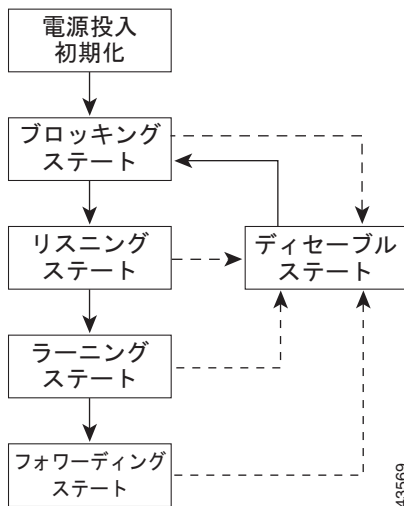 電源投入
初期化
ブロッキング
ステート
リスニング
ステート
ディセーブル
ステート
ラーニング
ステート
フォワーディング
ステート
43569